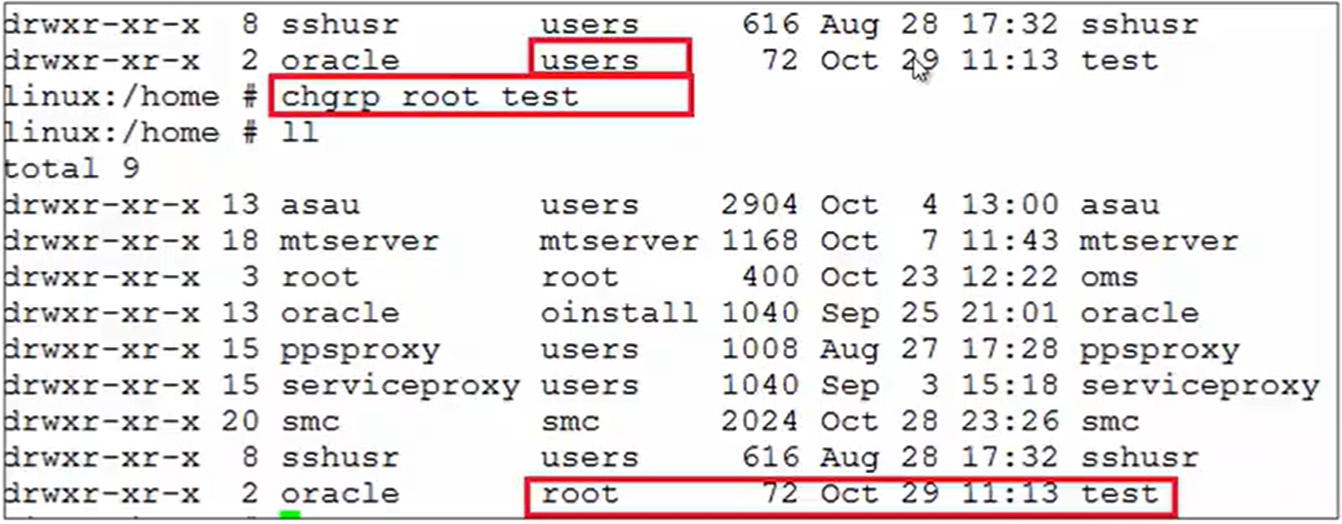 drwxr-xr-x  8 sshusr       users       616 Aug 28 17:32 sshusr
drwxr-xr-x  2 oracle       users        72 Oct 29 11:13 test
linux:/home # chgrp root test
linux:/home # ll
total 9
drwxr-xr-x 13 asau         users      2904 Oct  4 13:00 asau
drwxr-xr-x 18 mtserver     mtserver   1168 Oct  7 11:43 mtserver
drwxr-xr-x  3 root         root        400 Oct 23 12:22 oms
drwxr-xr-x 13 oracle       oinstall   1040 Sep 25 21:01 oracle
drwxr-xr-x 15 ppsproxy     users      1008 Aug 27 17:28 ppsproxy
drwxr-xr-x 15 serviceproxy users      1040 Sep  3 15:18 serviceproxy
drwxr-xr-x 20 smc          smc        2024 Oct 28 23:26 smc
drwxr-xr-x  8 sshusr       users       616 Aug 28 17:32 sshusr
drwxr-xr-x  2 oracle       root         72 Oct 29 11:13 test